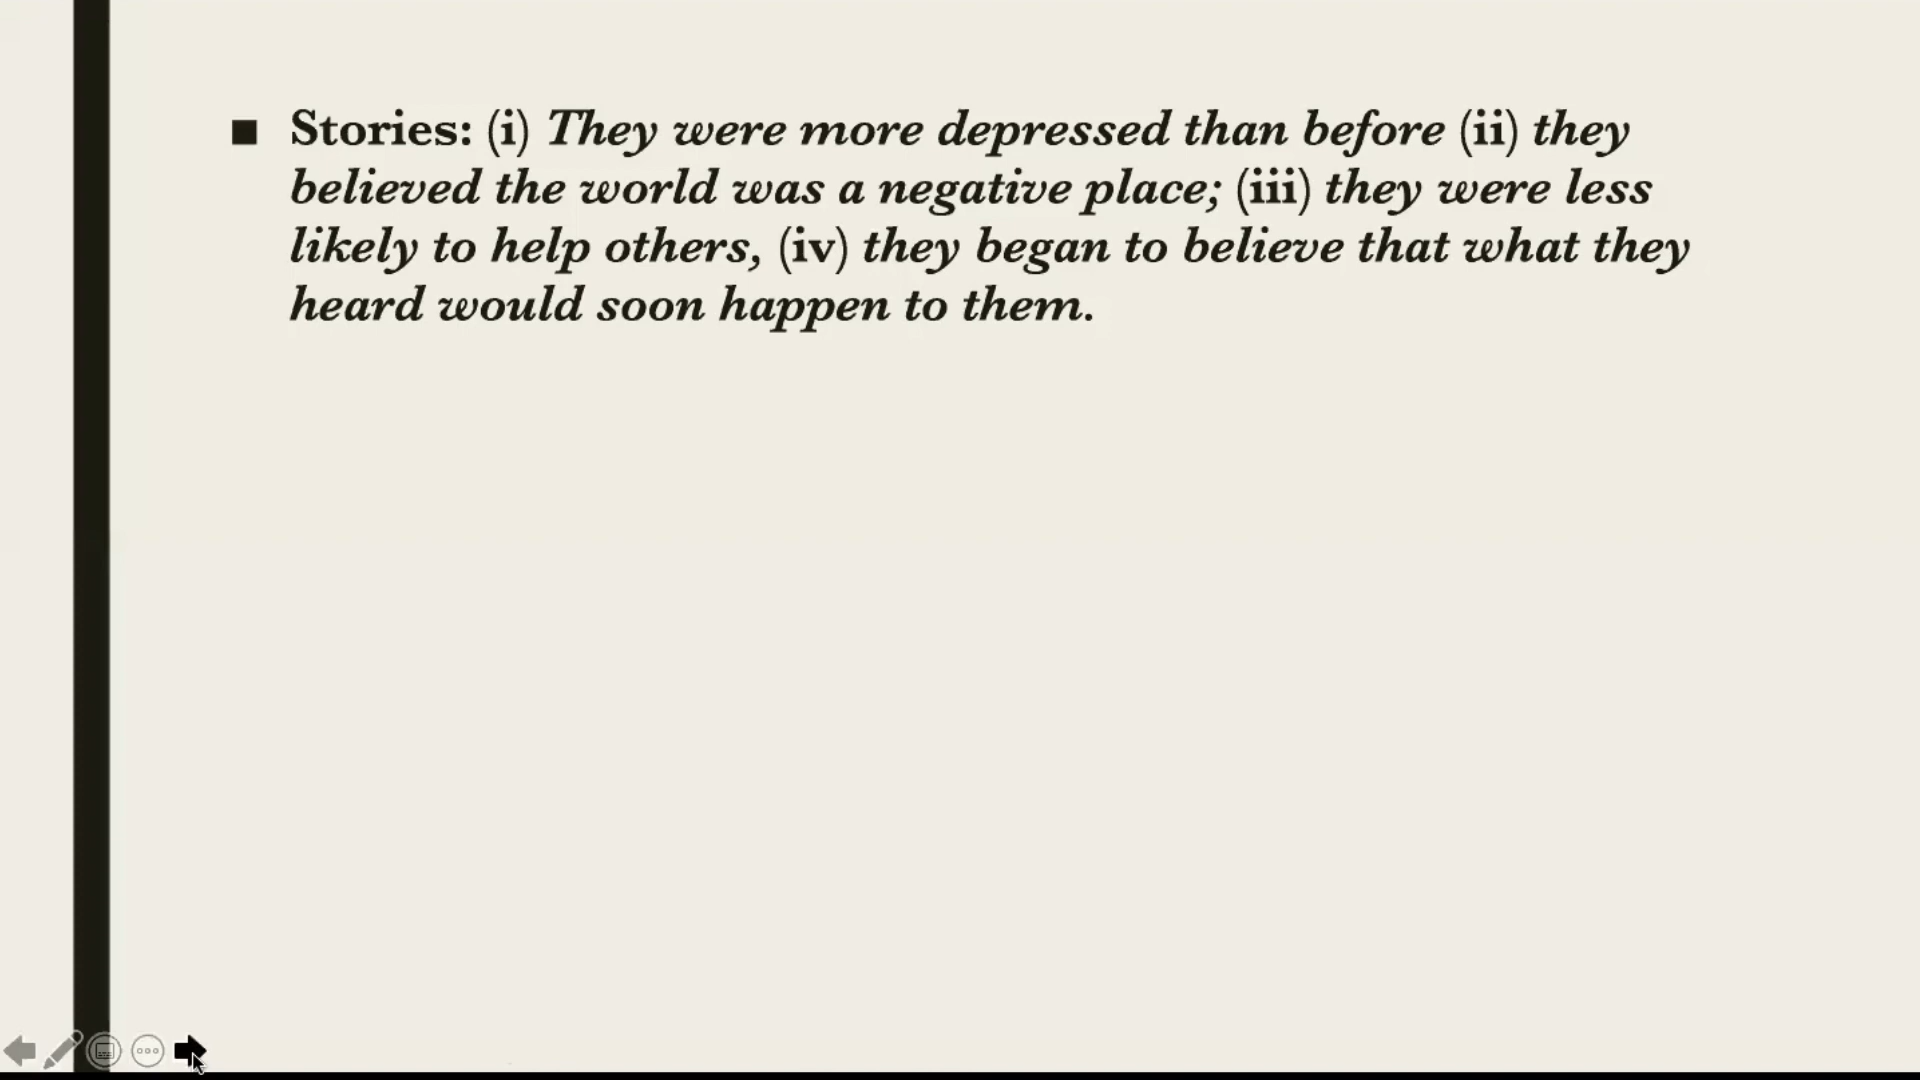 ■ Stories: (i) They were more depressed than before (ii) they
believed the world was a negative place; (iii) they were less
likely to help others, (iv) they began to believe that what they
heard would soon happen to them.